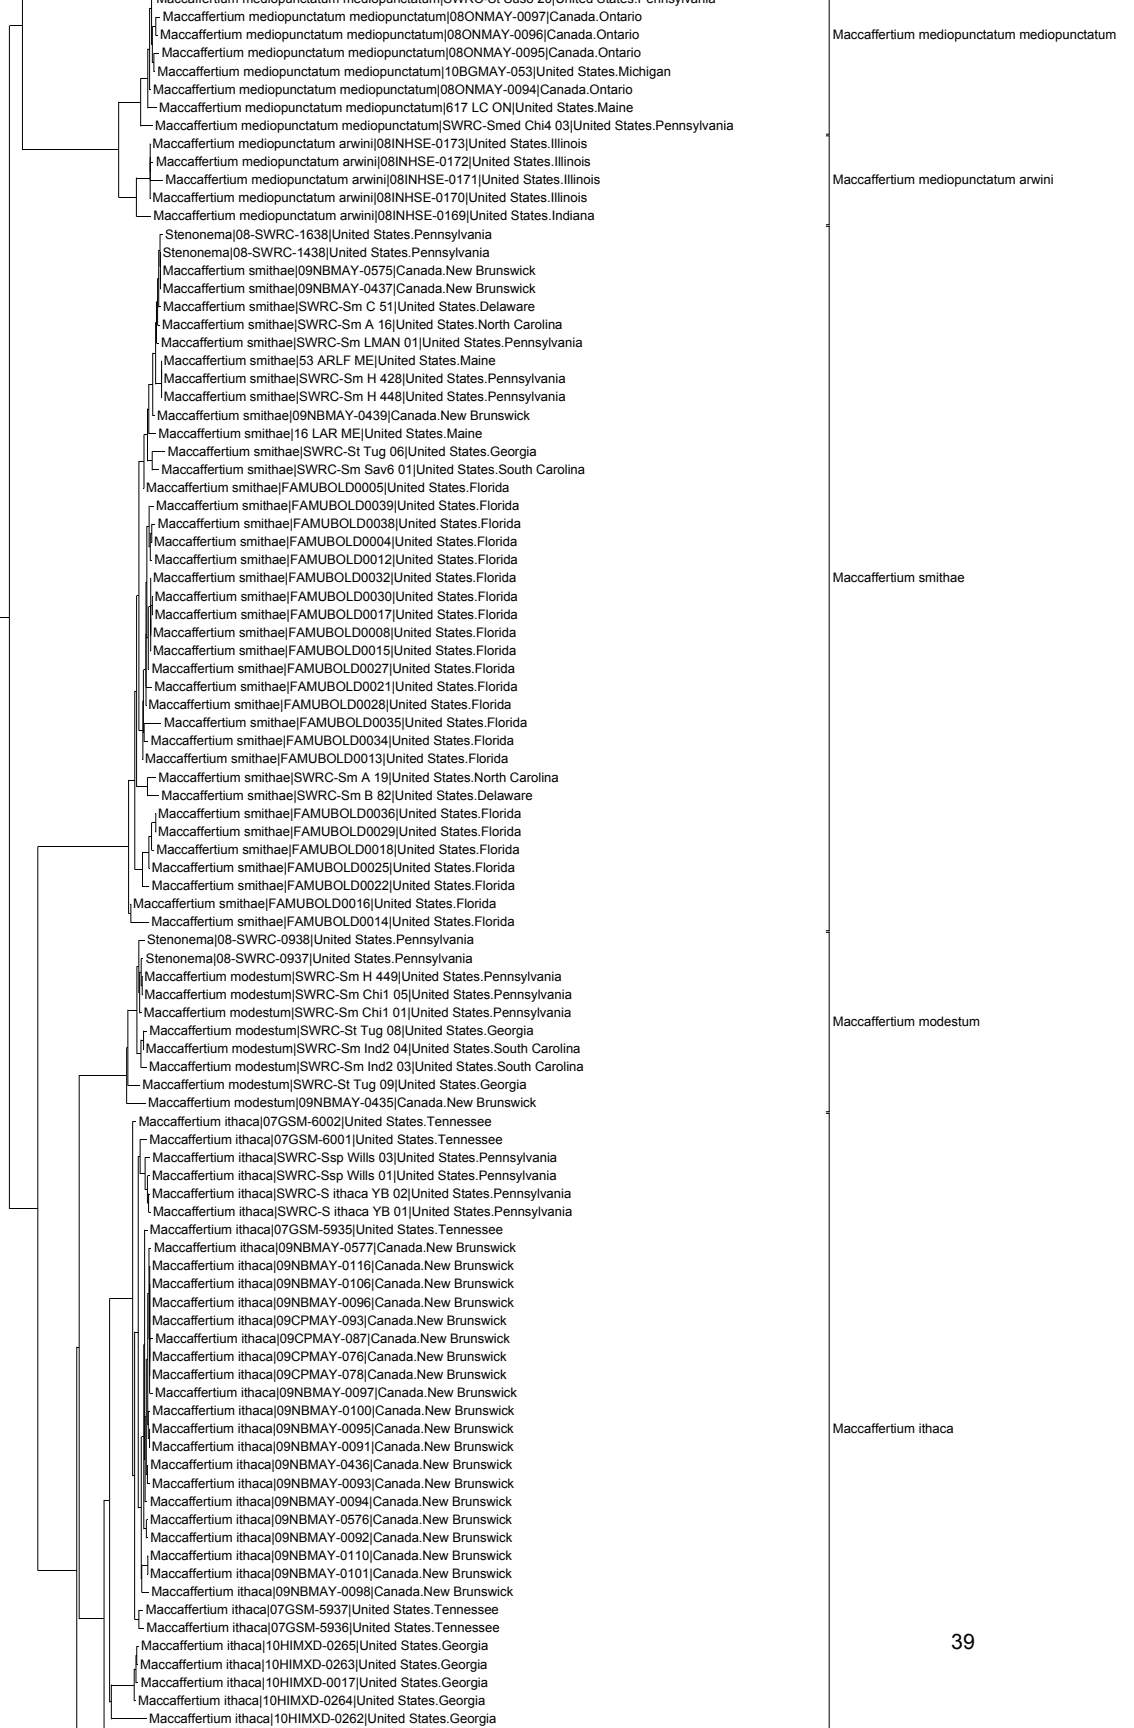 Maccaffertium mediopunctatum mediopunctatum|08ONMAY-0097|Canada.Ontario
Maccaffertium mediopunctatum mediopunctatum|08ONMAY-0096|Canada.Ontario
Maccaffertium mediopunctatum mediopunctatum
Maccaffertium mediopunctatum mediopunctatum|08ONMAY-0095|Canada.Ontario
Maccaffertium mediopunctatum mediopunctatum|10BGMAY-053|United States.Michigan
Maccaffertium mediopunctatum mediopunctatum|08ONMAY-0094|Canada.Ontario
Maccaffertium mediopunctatum mediopunctatum|617 LC ON|United States.Maine
Maccaffertium mediopunctatum mediopunctatum|SWRC-Smed Chi4 03|United States.Pennsylvania
Maccaffertium mediopunctatum arwini|08INHSE-0173|United States.Illinois
Maccaffertium mediopunctatum arwini|08INHSE-0172|United States.Illinois
Maccaffertium mediopunctatum arwini|08INHSE-0171|United States.Illinois
Maccaffertium mediopunctatum arwini
Maccaffertium mediopunctatum arwini|08INHSE-0170|United States.Illinois
Maccaffertium mediopunctatum arwini|08INHSE-0169|United States.Indiana
Stenonema|08-SWRC-1638|United States.Pennsylvania
Stenonema|08-SWRC-1438|United States.Pennsylvania
Maccaffertium smithae|09NBMAY-0575|Canada.New Brunswick
Maccaffertium smithae|09NBMAY-0437|Canada.New Brunswick
Maccaffertium smithae|SWRC-Sm C 51|United States.Delaware
Maccaffertium smithae|SWRC-Sm A 16|United States.North Carolina
Maccaffertium smithae|SWRC-Sm LMAN 01|United States.Pennsylvania
Maccaffertium smithae|53 ARLF ME|United States.Maine
Maccaffertium smithae|SWRC-Sm H 428|United States.Pennsylvania
Maccaffertium smithae|SWRC-Sm H 448|United States.Pennsylvania
Maccaffertium smithae|09NBMAY-0439|Canada.New Brunswick
Maccaffertium smithae|16 LAR ME|United States.Maine
Maccaffertium smithae|SWRC-St Tug 06|United States.Georgia
Maccaffertium smithae|SWRC-Sm Sav6 01|United States.South Carolina
Maccaffertium smithae|FAMUBOLD0005|United States.Florida
Maccaffertium smithae|FAMUBOLD0039|United States.Florida
Maccaffertium smithae|FAMUBOLD0038|United States.Florida
Maccaffertium smithae|FAMUBOLD0004|United States.Florida
Maccaffertium smithae|FAMUBOLD0012|United States.Florida
Maccaffertium smithae|FAMUBOLD0032|United States.Florida
Maccaffertium smithae
Maccaffertium smithae|FAMUBOLD0030|United States.Florida
Maccaffertium smithae|FAMUBOLD0017|United States.Florida
Maccaffertium smithae|FAMUBOLD0008|United States.Florida
Maccaffertium smithae|FAMUBOLD0015|United States.Florida
Maccaffertium smithae|FAMUBOLD0027|United States.Florida
Maccaffertium smithae|FAMUBOLD0021|United States.Florida
Maccaffertium smithae|FAMUBOLD0028|United States.Florida
Maccaffertium smithae|FAMUBOLD0035|United States.Florida
Maccaffertium smithae|FAMUBOLD0034|United States.Florida
Maccaffertium smithae|FAMUBOLD0013|United States.Florida
Maccaffertium smithae|SWRC-Sm A 19|United States.North Carolina
Maccaffertium smithae|SWRC-Sm B 82|United States.Delaware
Maccaffertium smithae|FAMUBOLD0036|United States.Florida
Maccaffertium smithae|FAMUBOLD0029|United States.Florida
Maccaffertium smithae|FAMUBOLD0018|United States.Florida
Maccaffertium smithae|FAMUBOLD0025|United States.Florida
Maccaffertium smithae|FAMUBOLD0022|United States.Florida
Maccaffertium smithae|FAMUBOLD0016|United States.Florida
Maccaffertium smithae|FAMUBOLD0014|United States.Florida
Stenonema|08-SWRC-0938|United States.Pennsylvania
Stenonema|08-SWRC-0937|United States.Pennsylvania
Maccaffertium modestum|SWRC-Sm H 449|United States.Pennsylvania
Maccaffertium modestum|SWRC-Sm Chi1 05|United States.Pennsylvania
Maccaffertium modestum|SWRC-Sm Chi1 01|United States.Pennsylvania
Maccaffertium modestum
Maccaffertium modestum|SWRC-St Tug 08|United States.Georgia
Maccaffertium modestum|SWRC-Sm Ind2 04|United States.South Carolina
Maccaffertium modestum|SWRC-Sm Ind2 03|United States.South Carolina
Maccaffertium modestum|SWRC-St Tug 09|United States.Georgia
Maccaffertium modestum|09NBMAY-0435|Canada.New Brunswick
Maccaffertium ithaca|07GSM-6002|United States.Tennessee
Maccaffertium ithaca|07GSM-6001|United States.Tennessee
Maccaffertium ithaca|SWRC-Ssp Wills 03|United States.Pennsylvania
Maccaffertium ithaca|SWRC-Ssp Wills 01|United States.Pennsylvania
Maccaffertium ithaca|SWRC-S ithaca YB 02|United States.Pennsylvania
Maccaffertium ithaca|SWRC-S ithaca YB 01|United States.Pennsylvania
Maccaffertium ithaca|07GSM-5935|United States.Tennessee
Maccaffertium ithaca|09NBMAY-0577|Canada.New Brunswick
Maccaffertium ithaca|09NBMAY-0116|Canada.New Brunswick
Maccaffertium ithaca|09NBMAY-0106|Canada.New Brunswick
Maccaffertium ithaca|09NBMAY-0096|Canada.New Brunswick
Maccaffertium ithaca|09CPMAY-093|Canada.New Brunswick
Maccaffertium ithaca|09CPMAY-087|Canada.New Brunswick
Maccaffertium ithaca|09CPMAY-076|Canada.New Brunswick
Maccaffertium ithaca|09CPMAY-078|Canada.New Brunswick
Maccaffertium ithaca|09NBMAY-0097|Canada.New Brunswick
Maccaffertium ithaca|09NBMAY-0100|Canada.New Brunswick
Maccaffertium ithaca|09NBMAY-0095|Canada.New Brunswick
Maccaffertium ithaca
Maccaffertium ithaca|09NBMAY-0091|Canada.New Brunswick
Maccaffertium ithaca|09NBMAY-0436|Canada.New Brunswick
Maccaffertium ithaca|09NBMAY-0093|Canada.New Brunswick
Maccaffertium ithaca|09NBMAY-0094|Canada.New Brunswick
Maccaffertium ithaca|09NBMAY-0576|Canada.New Brunswick
Maccaffertium ithaca|09NBMAY-0092|Canada.New Brunswick
Maccaffertium ithaca|09NBMAY-0110|Canada.New Brunswick
Maccaffertium ithaca|09NBMAY-0101|Canada.New Brunswick
Maccaffertium ithaca|09NBMAY-0098|Canada.New Brunswick
Maccaffertium ithaca|07GSM-5937|United States.Tennessee
Maccaffertium ithaca|07GSM-5936|United States.Tennessee
39
Maccaffertium ithaca|10HIMXD-0265|United States.Georgia
Maccaffertium ithaca|10HIMXD-0263|United States.Georgia
Maccaffertium ithaca|10HIMXD-0017|United States.Georgia
Maccaffertium ithaca|10HIMXD-0264|United States.Georgia
Maccaffertium ithaca|10HIMXD-0262|United States.Georgia